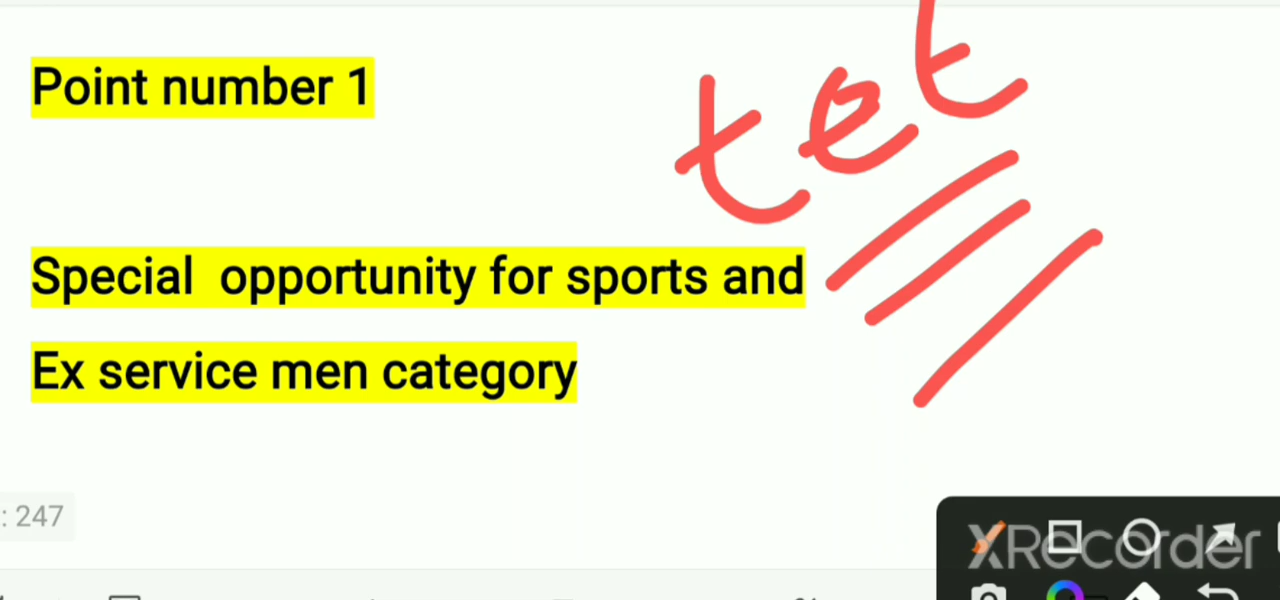 Point number 1
tet
Special opportunity for sports and
Ex service men category
: 247
XRecorder